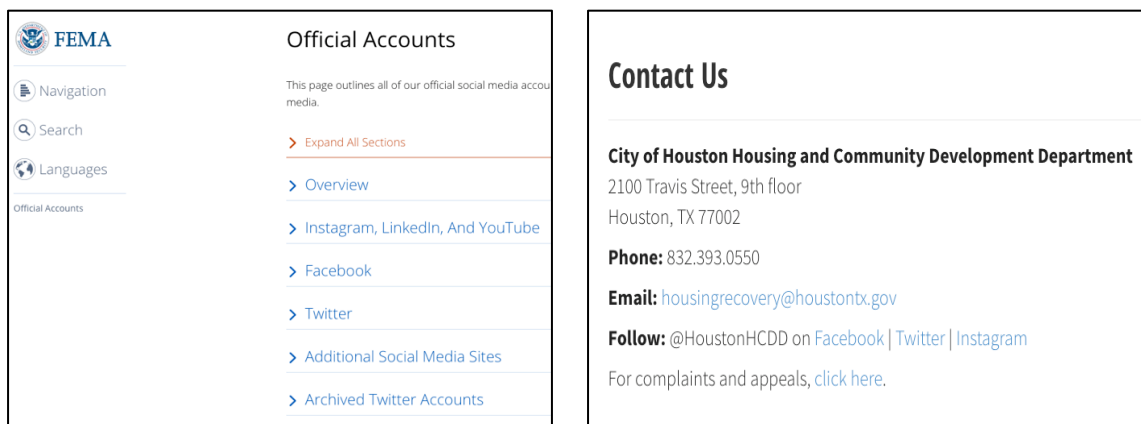 FEMA
Navigation
Search
Languages
Official Accounts
Official Accounts
This page outlines all of our official social media accou
media.
Expand All Sections
Overview
Instagram, LinkedIn, And YouTube
Facebook
Twitter
Additional Social Media Sites
Archived Twitter Accounts
Contact Us
City of Houston Housing and Community Development Department
2100 Travis Street, 9th floor
Houston, TX 77002
Phone: 832.393.0550
Email: housingrecovery@houstontx.gov
Follow: @HoustonHCDD on Facebook | Twitter | Instagram
For complaints and appeals, click here.